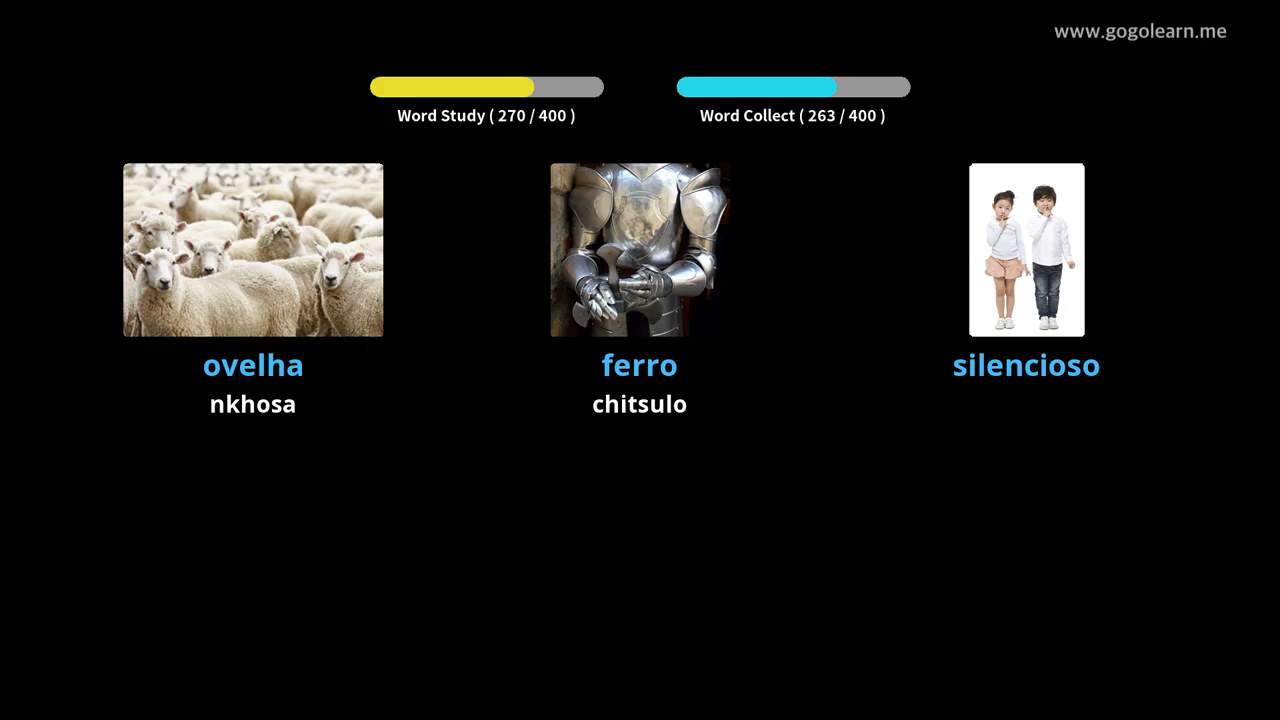 www.gogolearn.me
Word Study ( 270 / 400 )
Word Collect ( 263 / 400 )
ovelha
nkhosa
ferro
chitsulo
silencioso